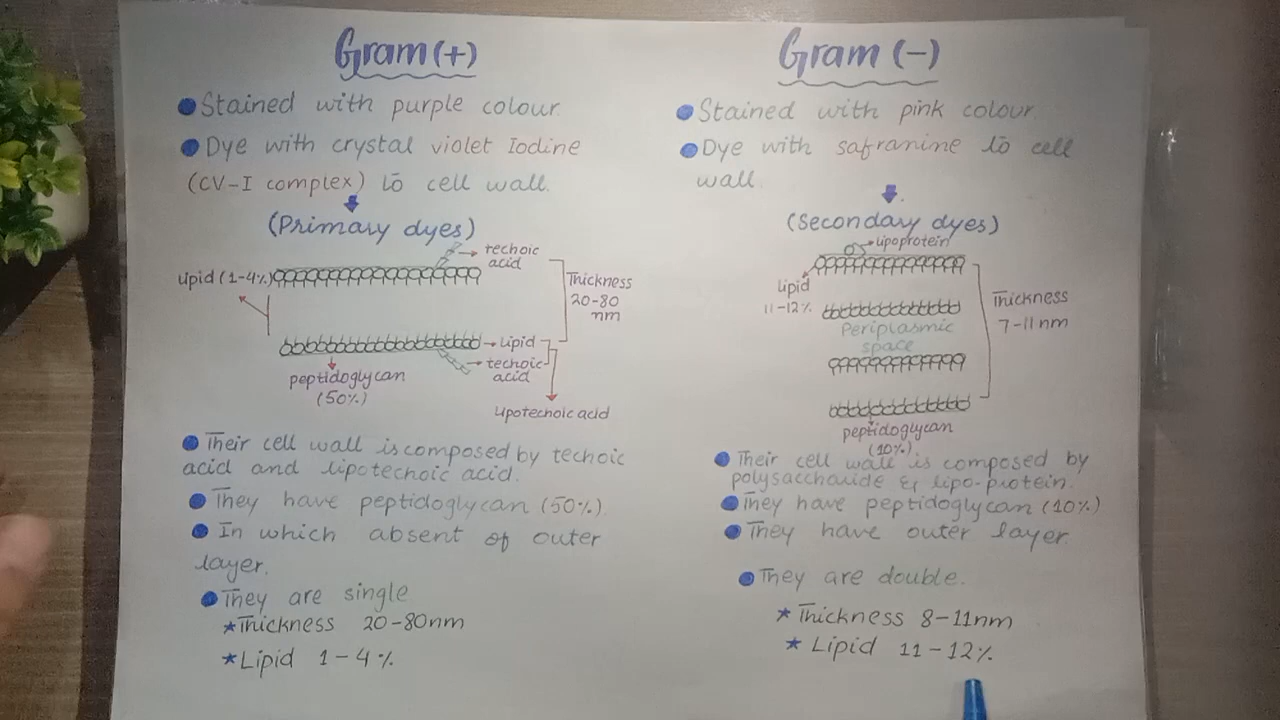 Gram (+)
• Stained with purple colour.
• Dye with crystal violet Iodine
(CV-I complex) to cell wall.
(Primary dyes)
techoic
acid
Lipid (1-4%)
Thickness
20-80
nm
Lipid
techoic
acid
peptidoglycan
(50%)
Lipotechoic acid
• Their cell wall is composed by techoic
acid and lipotechoic acid.
• They have peptidoglycan (50%).
• In which absent of outer
layer.
• They are single
* Thickness 20-80nm
* Lipid 1-4%
Gram (-)
• Stained with pink colour.
• Dye with safranine to cell
wall.
(Secondary dyes)
lipoprotein
Lipid
11-12%
Thickness
7-11nm
Periplasmic
space
peptidoglycan
(10%)
• Their cell wall is composed by
polysaccharide & lipo-protein.
• They have peptidoglycan (10%)
• They have outer layer.
• They are double.
* Thickness 8-11nm
* Lipid 11-12%